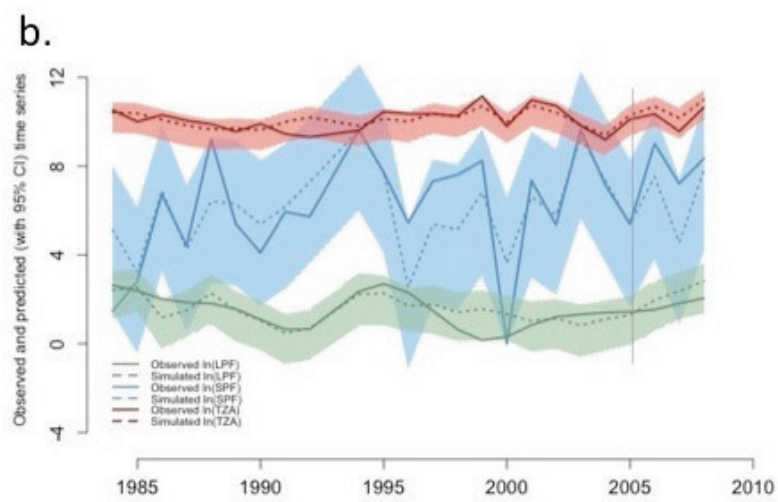 b.
Observed and predicted (with 95% CI) time series
12
8
4
0
-4
Observed ln(LPF)
Simulated ln(LPF)
Observed ln(SPF)
Simulated ln(SPF)
Observed ln(TZA)
Simulated ln(TZA)
1985 1990 1995 2000 2005 2010